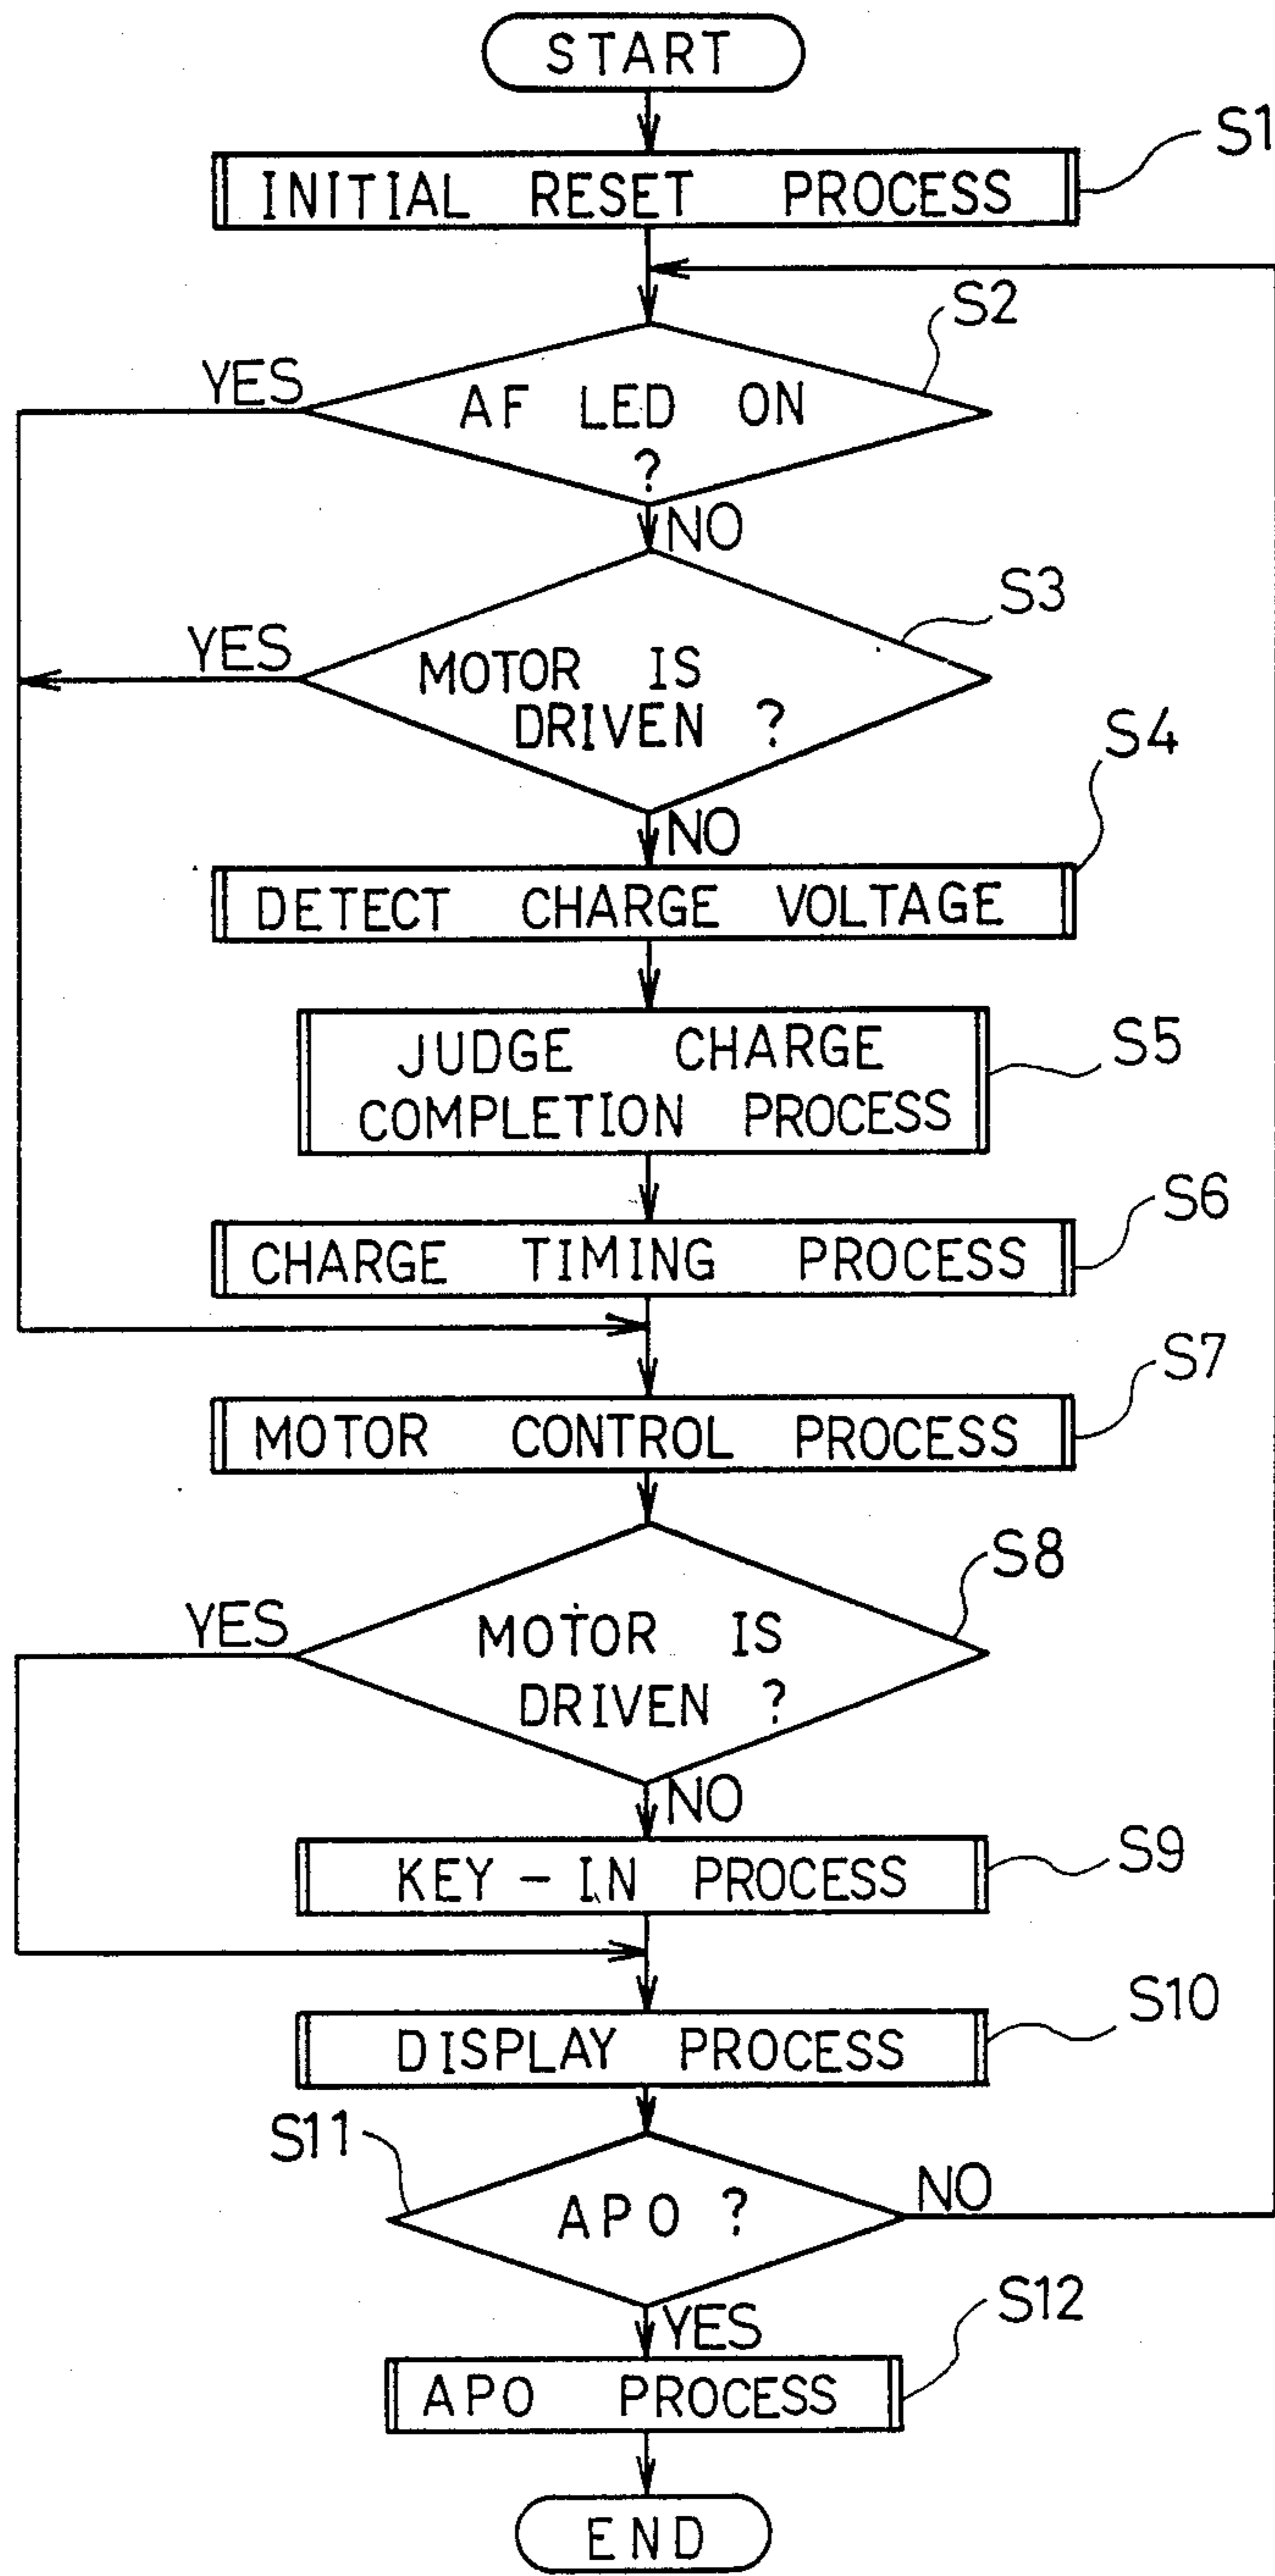 START
S1
INITIAL RESET PROCESS
S2
YES
AF LED ON
?
NO
S3
YES
MOTOR IS
DRIVEN ?
S4
NO
DETECT CHARGE VOLTAGE
S5
JUDGE CHARGE
COMPLETION PROCESS
S6
CHARGE TIMING PROCESS
S7
MOTOR CONTROL PROCESS
S8
YES
MOTOR IS
DRIVEN ?
NO
S9
KEY-IN PROCESS
S10
DISPLAY PROCESS
S11
NO
APO ?
S12
YES
APO PROCESS
END